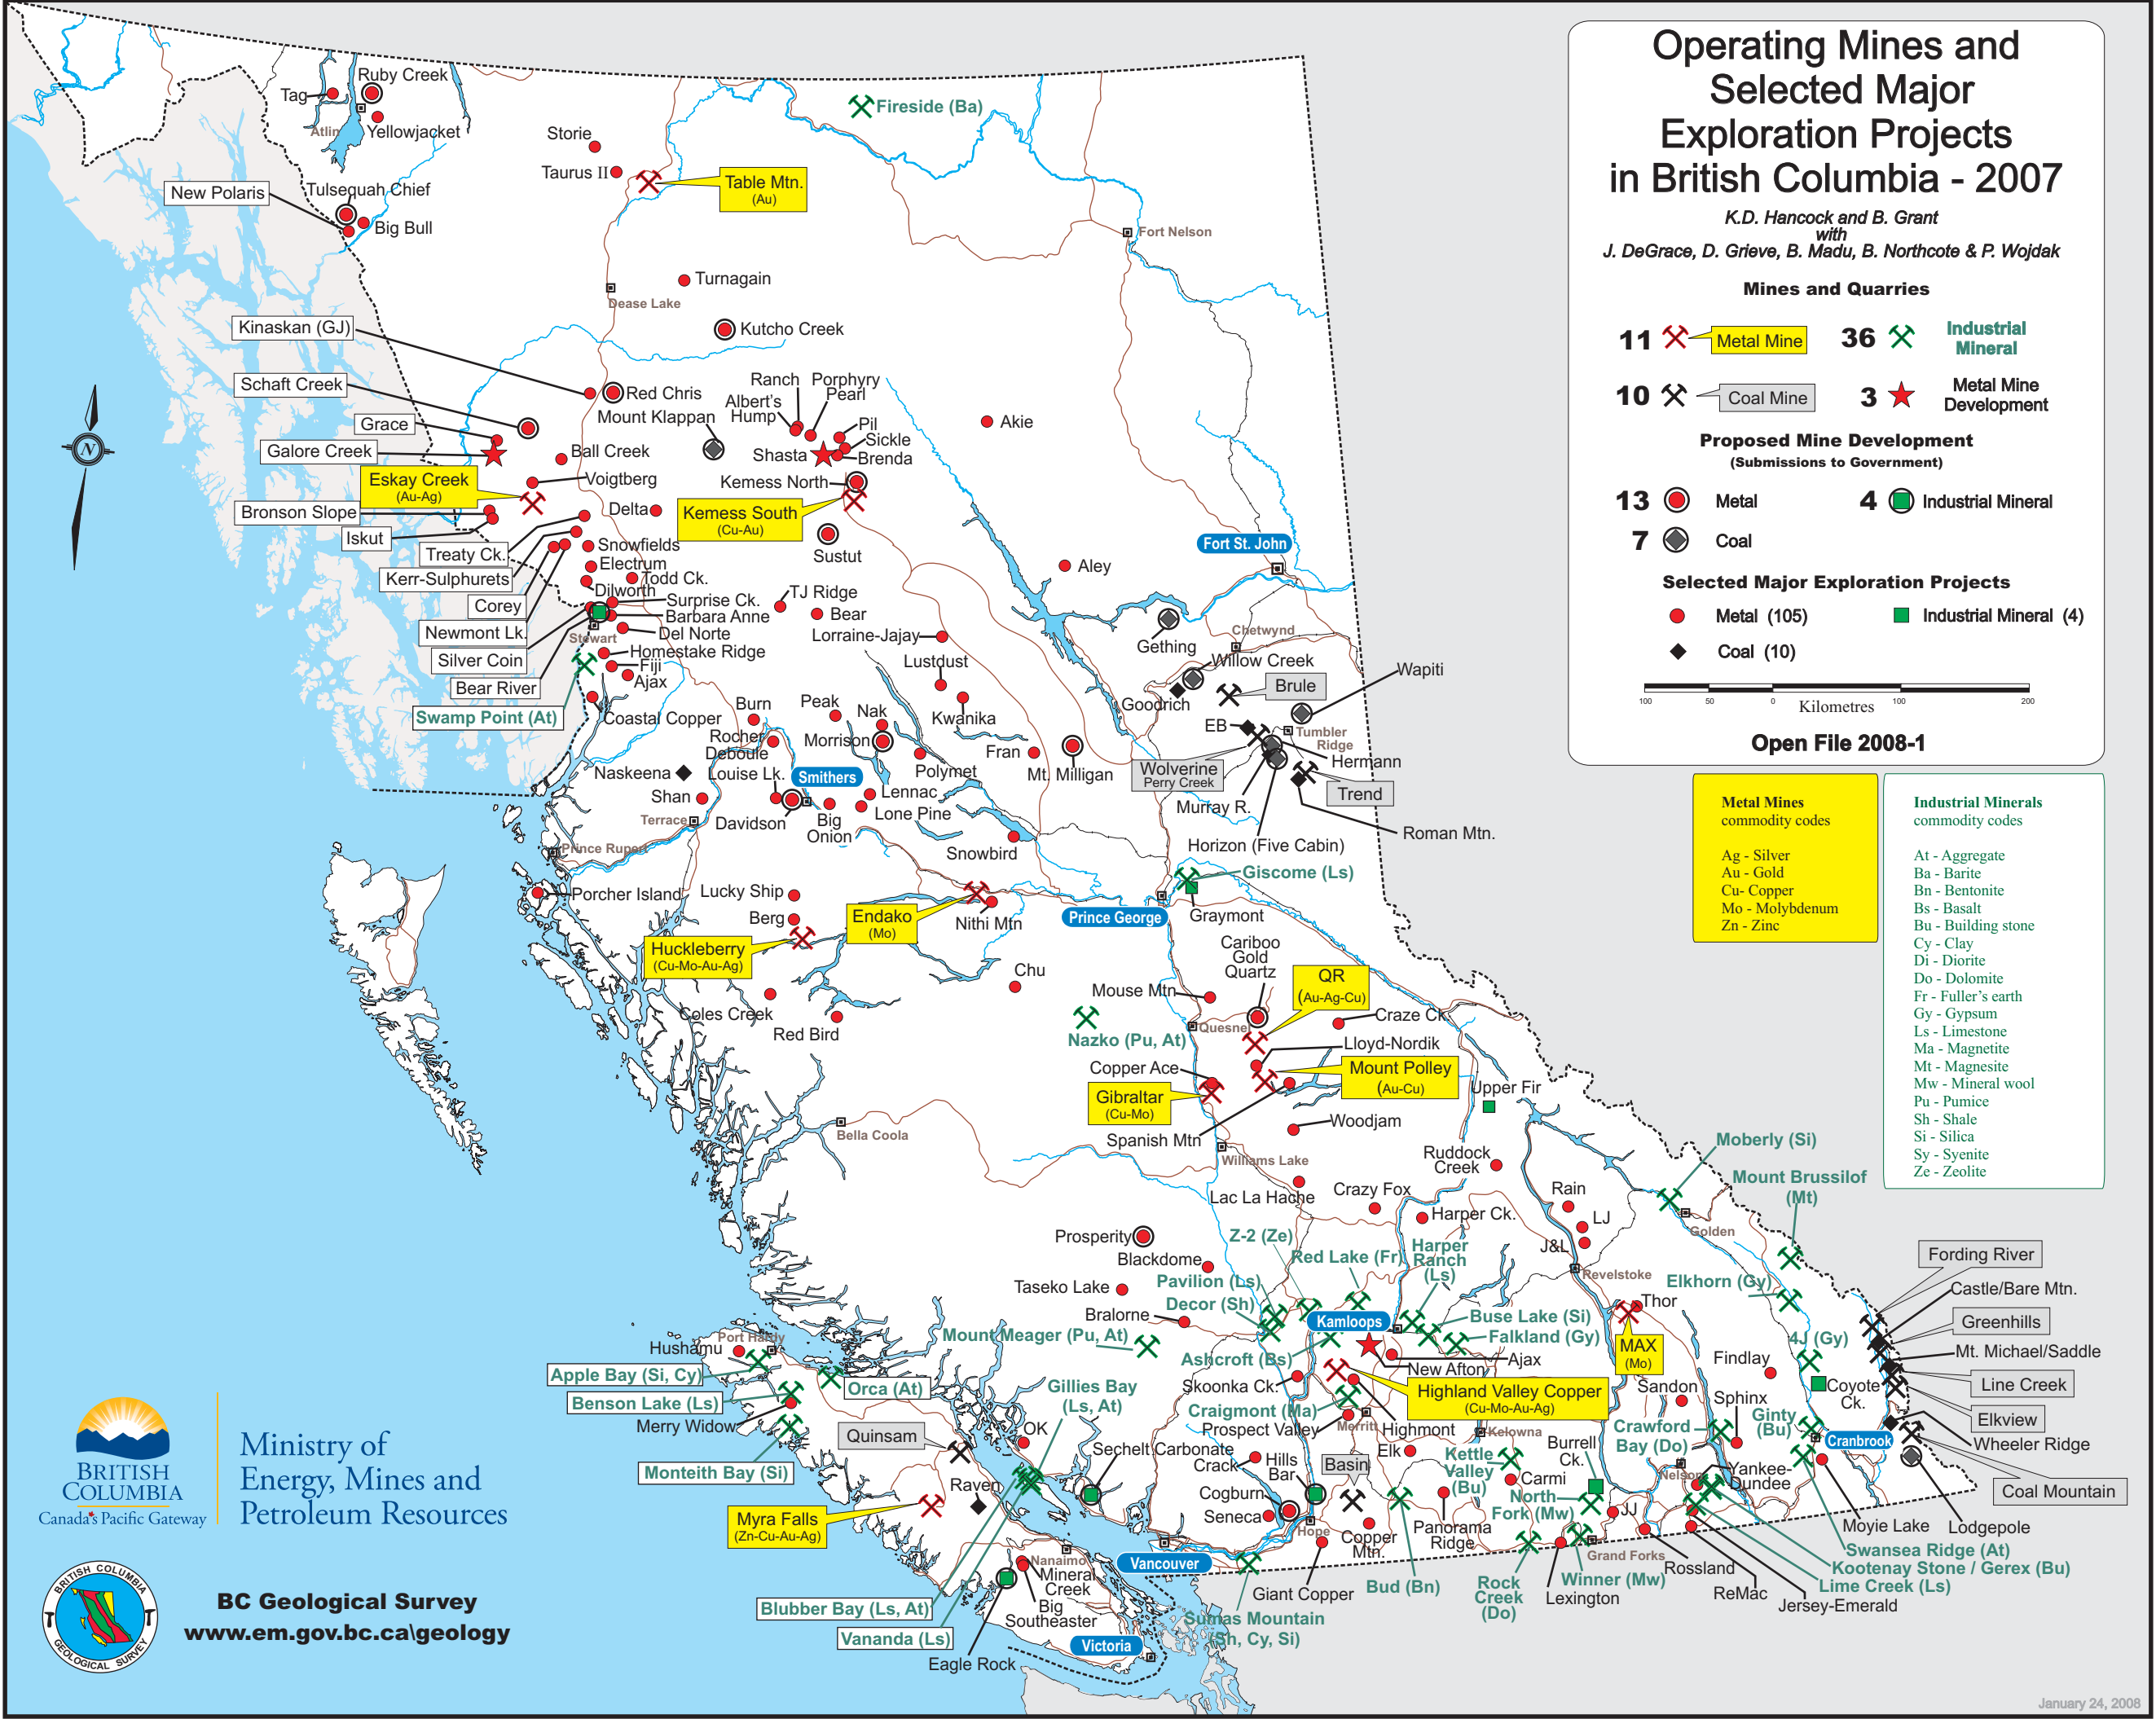 Operating Mines and
Selected Major
Exploration Projects
in British Columbia - 2007
K.D. Hancock and B. Grant
with
J. DeGrace, D. Grieve, B. Madu, B. Northcote & P. Wojdak
Mines and Quarries
11 Metal Mine
36 Industrial
Mineral
10 Coal Mine
3 Metal Mine
Development
Proposed Mine Development
(Submissions to Government)
13 Metal
4 Industrial Mineral
7 Coal
Selected Major Exploration Projects
Metal (105)
Industrial Mineral (4)
Coal (10)
100 50 0 100 200
Kilometres
Open File 2008-1
Metal Mines
commodity codes
Ag - Silver
Au - Gold
Cu- Copper
Mo - Molybdenum
Zn - Zinc
Industrial Minerals
commodity codes
At - Aggregate
Ba - Barite
Bn - Bentonite
Bs - Basalt
Bu - Building stone
Cy - Clay
Di - Diorite
Do - Dolomite
Fr - Fuller's earth
Gy - Gypsum
Ls - Limestone
Ma - Magnetite
Mt - Magnesite
Mw - Mineral wool
Pu - Pumice
Sh - Shale
Si - Silica
Sy - Syenite
Ze - Zeolite
Ruby Creek
Tag
Atlin
Yellowjacket
Fireside (Ba)
Storie
Taurus II
Table Mtn.
(Au)
New Polaris
Tulsequah Chief
Big Bull
Fort Nelson
Turnagain
Dease Lake
Kinaskan (GJ)
Kutcho Creek
Schaft Creek
Red Chris
Ranch
Porphyry
Pearl
Albert's
Hump
Mount Klappan
Grace
Pil
Akie
Galore Creek
Sickle
Ball Creek
Shasta
Brenda
Eskay Creek
(Au-Ag)
Voigtberg
Kemess North
Bronson Slope
Delta
Kemess South
(Cu-Au)
Iskut
Sustut
Fort St. John
Treaty Ck.
Snowfields
Electrum
Kerr-Sulphurets
Todd Ck.
Aley
Dilworth
Corey
Surprise Ck.
TJ Ridge
Barbara Anne
Bear
Newmont Lk.
Stewart
Del Norte
Lorraine-Jajay
Gething
Chetwynd
Silver Coin
Homestake Ridge
Fiji
Lustdust
Willow Creek
Wapiti
Bear River
Ajax
Goodrich
Brule
Swamp Point (At)
Coastal Copper
Burn
Peak
Nak
Kwanika
EB
Tumbler
Ridge
Rocher
Deboule
Morrison
Fran
Mt. Milligan
Hermann
Naskeena
Louise Lk.
Smithers
Polymet
Wolverine
Perry Creek
Trend
Shan
Lennac
Murray R.
Terrace
Davidson
Big
Onion
Lone Pine
Roman Mtn.
Prince Rupert
Snowbird
Horizon (Five Cabin)
Giscome (Ls)
Porcher Island
Lucky Ship
Berg
Endako
(Mo)
Nithi Mtn
Prince George
Graymont
Huckleberry
(Cu-Mo-Au-Ag)
Cariboo
Gold
Quartz
Chu
QR
(Au-Ag-Cu)
Mouse Mtn
Coles Creek
Red Bird
Quesnel
Craze Ck.
Nazko (Pu, At)
Lloyd-Nordik
Copper Ace
Mount Polley
(Au-Cu)
Gibraltar
(Cu-Mo)
Upper Fir
Woodjam
Bella Coola
Spanish Mtn
Moberly (Si)
Williams Lake
Ruddock
Creek
Mount Brussilof
(Mt)
Lac La Hache
Crazy Fox
Rain
Harper Ck.
LJ
Golden
Prosperity
Z-2 (Ze)
Red Lake (Fr)
Harper
Ranch
(Ls)
J&L
Blackdome
Fording River
Taseko Lake
Pavilion (Ls)
Revelstoke
Elkhorn (Gy)
Castle/Bare Mtn.
Decor (Sh)
Thor
Bralorne
Kamloops
Buse Lake (Si)
Greenhills
Mount Meager (Pu, At)
Falkland (Gy)
4J (Gy)
Port Hardy
Hushamu
Ashcroft (Bs)
New Afton
Ajax
MAX
(Mo)
Findlay
Mt. Michael/Saddle
Apple Bay (Si, Cy)
Orca (At)
Gillies Bay
(Ls, At)
Skoonka Ck.
Highland Valley Copper
(Cu-Mo-Au-Ag)
Sandon
Coyote
Ck.
Line Creek
Benson Lake (Ls)
Craigmont (Ma)
Sphinx
Merry Widow
OK
Prospect Valley
Merritt
Highmont
Kelowna
Crawford
Bay (Do)
Ginty
(Bu)
Elkview
Quinsam
Sechelt Carbonate
Elk
Kettle
Valley
(Bu)
Burrell
Ck.
Cranbrook
Wheeler Ridge
Monteith Bay (Si)
Crack
Hills
Bar
Basin
Carmi
Nelson
Yankee-
Dundee
Coal Mountain
Raven
Cogburn
North
Fork (Mw)
Myra Falls
(Zn-Cu-Au-Ag)
Seneca
Hope
Copper
Mtn.
Panorama
Ridge
JJ
Moyie Lake
Lodgepole
Nanaimo
Vancouver
Grand Forks
Rossland
Swansea Ridge (At)
Mineral
Creek
Giant Copper
Bud (Bn)
Rock
Creek
(Do)
Winner (Mw)
Lexington
ReMac
Kootenay Stone / Gerex (Bu)
Lime Creek (Ls)
Jersey-Emerald
Blubber Bay (Ls, At)
Big
Southeaster
Sumas Mountain
(Sh, Cy, Si)
Vananda (Ls)
Victoria
Eagle Rock
N
BRITISH
COLUMBIA
Canada's Pacific Gateway
Ministry of
Energy, Mines and
Petroleum Resources
BRITISH COLUMBIA
GEOLOGICAL SURVEY
BC Geological Survey
www.em.gov.bc.ca\geology
January 24, 2008